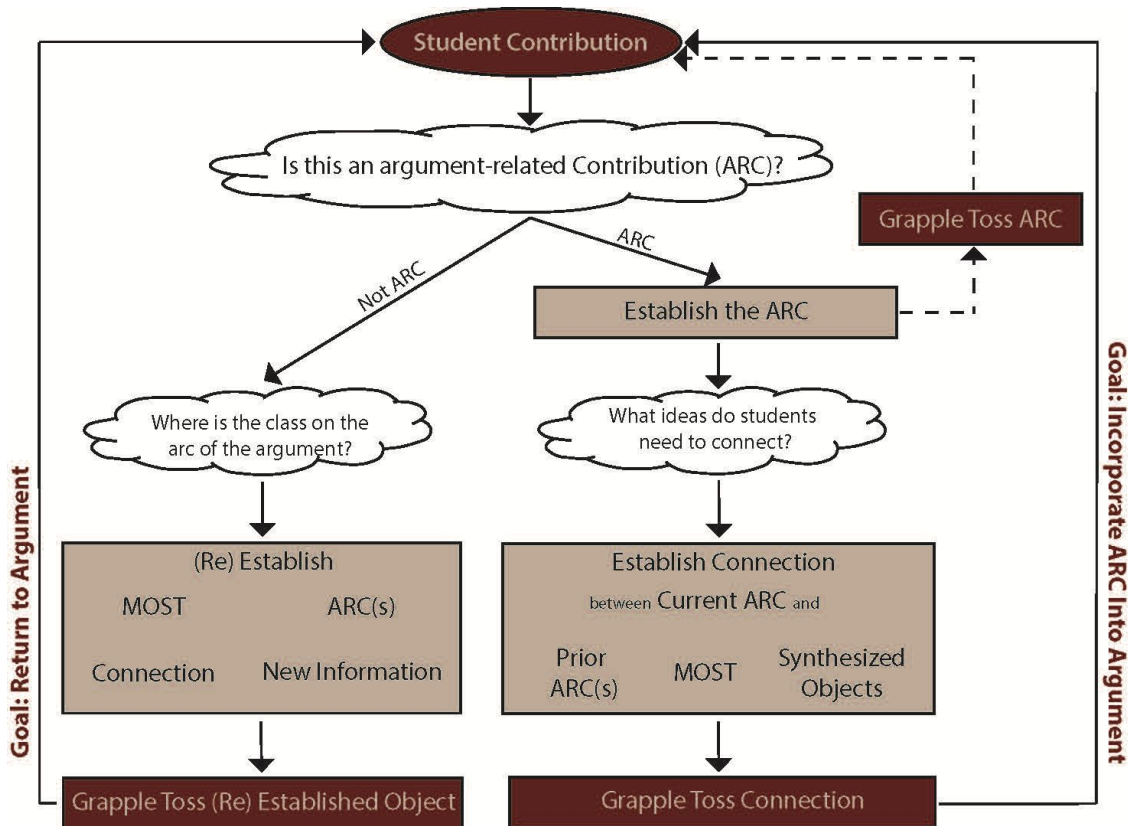 Student Contribution
Is this an argument-related Contribution (ARC)?
Grapple Toss ARC
ARC
Not ARC
Establish the ARC
Where is the class on the
arc of the argument?
What ideas do students
need to connect?
(Re) Establish
MOST
ARC(s)
Connection
New Information
Establish Connection
between Current ARC and
Prior
ARC(s)
MOST
Synthesized
Objects
Grapple Toss (Re) Established Object
Grapple Toss Connection
Goal: Return to Argument
Goal: Incorporate ARC Into Argument